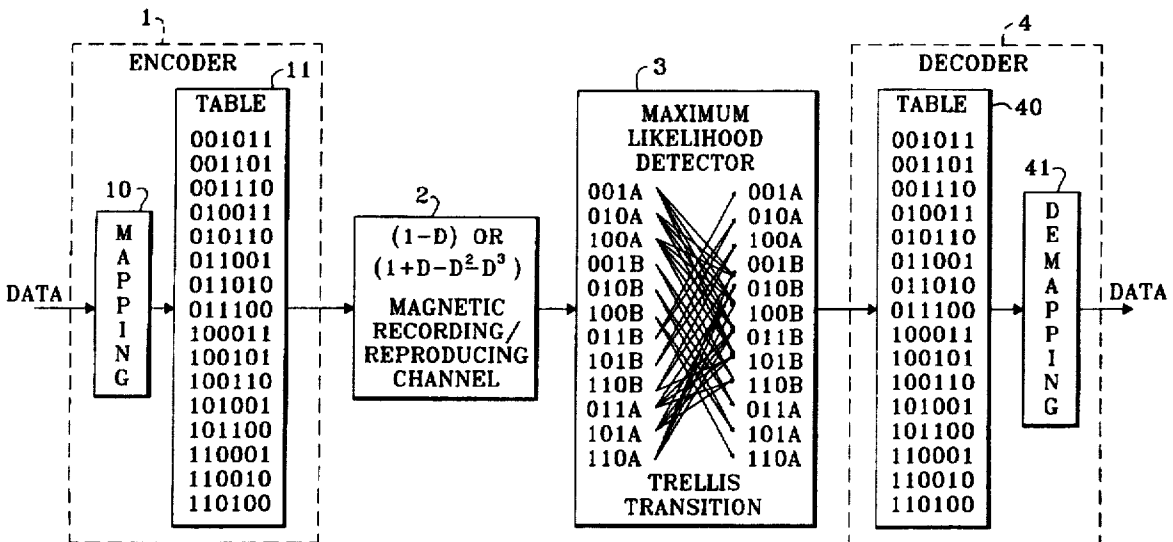 1
ENCODER
11
TABLE
001011
001101
001110
010011
010110
011001
011010
011100
100011
100101
100110
101001
101100
110001
110010
110100
10
MAPPING
DATA
2
(1-D) OR
(1+D-D²-D³)
MAGNETIC
RECORDING/
REPRODUCING
CHANNEL
3
MAXIMUM
LIKELIHOOD
DETECTOR
001A 001A
010A 010A
100A 100A
001B 001B
010B 010B
100B 100B
011B 011B
101B 101B
110B 110B
011A 011A
101A 101A
110A 110A
TRELLIS
TRANSITION
4
DECODER
TABLE
40
001011
001101
001110
010011
010110
011001
011010
011100
100011
100101
100110
101001
101100
110001
110010
110100
41
DEMAPPING
DATA